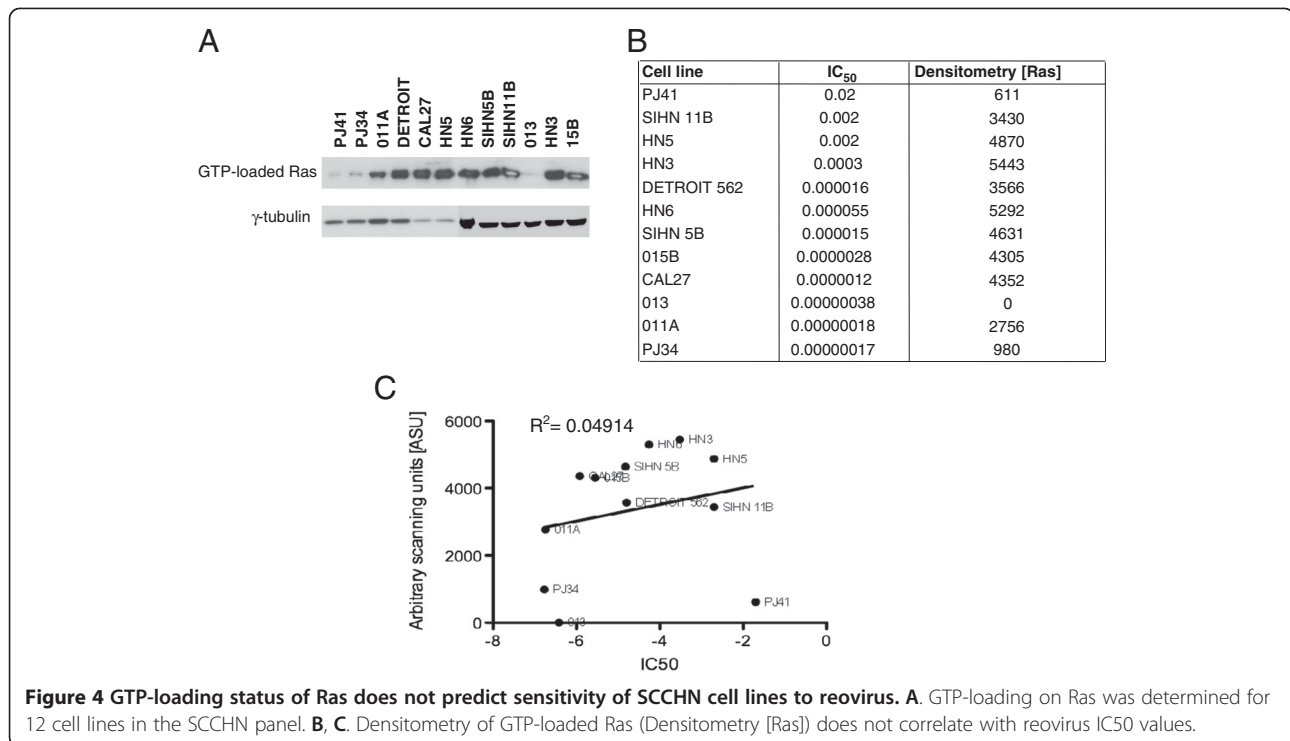 A
PJ41
PJ34
011A
DETROIT
CAL27
HN5
HN6
SIHN5B
SIHN11B
013
HN3
15B
GTP-loaded Ras
γ-tubulin
B
Cell line IC50 Densitometry [Ras]
PJ41 0.02 611
SIHN 11B 0.002 3430
HN5 0.002 4870
HN3 0.0003 5443
DETROIT 562 0.000016 3566
HN6 0.000055 5292
SIHN 5B 0.000015 4631
015B 0.0000028 4305
CAL27 0.0000012 4352
013 0.00000038 0
011A 0.00000018 2756
PJ34 0.00000017 980
C
R2= 0.04914
Arbitrary scanning units [ASU]
6000
4000
2000
0
HN6
HN3
SIHN 5B
HN5
CAL27
015B
DETROIT 562
SIHN 11B
011A
PJ34
PJ41
013
-8 -6 -4 -2 0
IC50
Figure 4 GTP-loading status of Ras does not predict sensitivity of SCCHN cell lines to reovirus. A. GTP-loading on Ras was determined for
12 cell lines in the SCCHN panel. B, C. Densitometry of GTP-loaded Ras (Densitometry [Ras]) does not correlate with reovirus IC50 values.